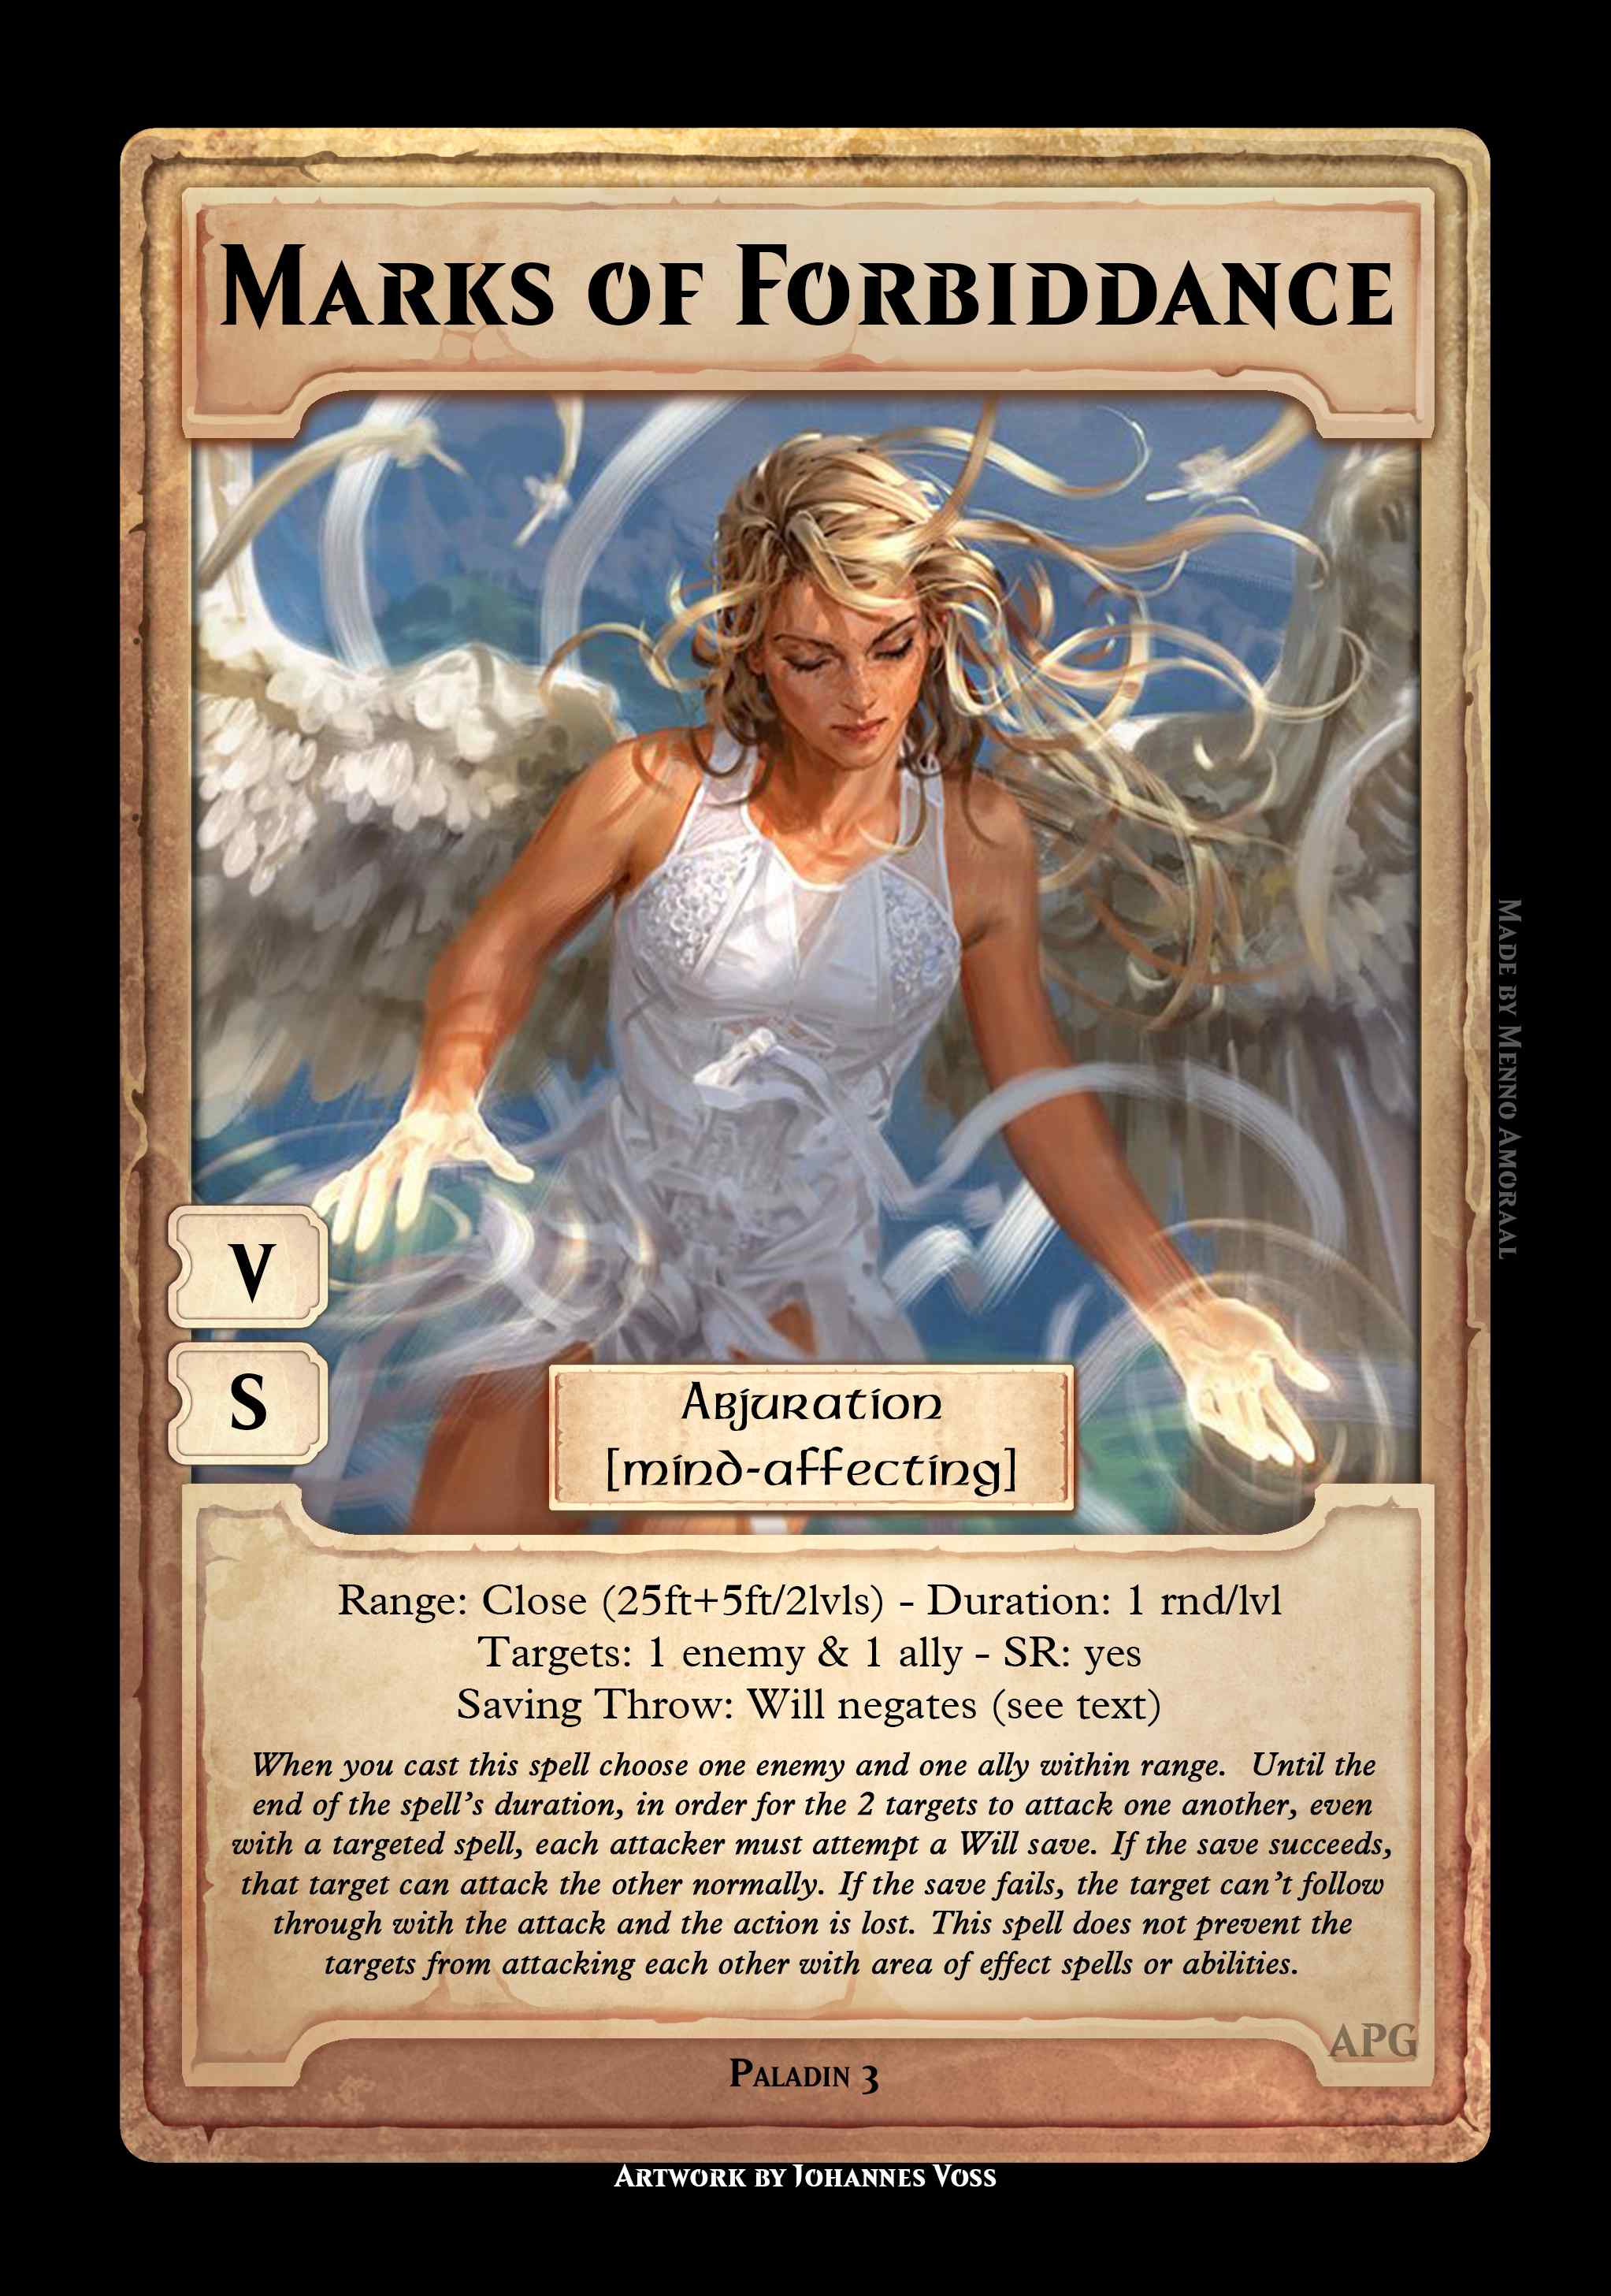 Marks of Forbiddance
V
S
Abjuration
[mind-affecting]
Range: Close (25ft+5ft/2lvls) - Duration: 1 rnd/lvl
Targets: 1 enemy & 1 ally - SR: yes
Saving Throw: Will negates (see text)
When you cast this spell choose one enemy and one ally within range. Until the
end of the spell's duration, in order for the 2 targets to attack one another, even
with a targeted spell, each attacker must attempt a Will save. If the save succeeds,
that target can attack the other normally. If the save fails, the target can't follow
through with the attack and the action is lost. This spell does not prevent the
targets from attacking each other with area of effect spells or abilities.
APG
Paladin 3
Artwork by Johannes Voss
Made by Menno Amoraal